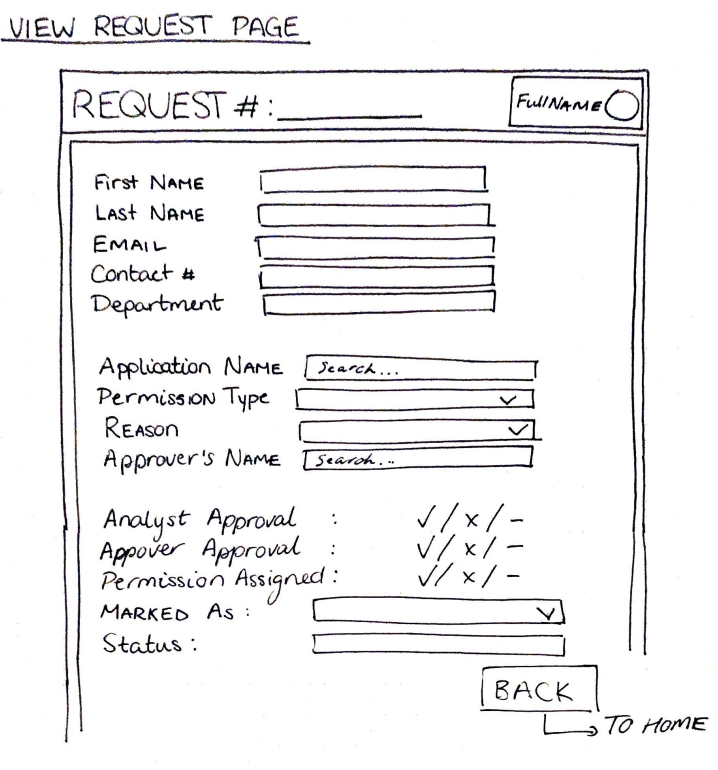 VIEW REQUEST PAGE
REQUEST #: FullNAME
First NAME
LAST NAME
EMAIL
Contact #
Department
Application NAME Search...
Permission Type
REASON
Approver's NAME Search...
Analyst Approval : ✓/×/-
Appover Approval : ✓/×/-
Permission Assigned: ✓/×/-
MARKED AS :
Status :
BACK
TO HOME